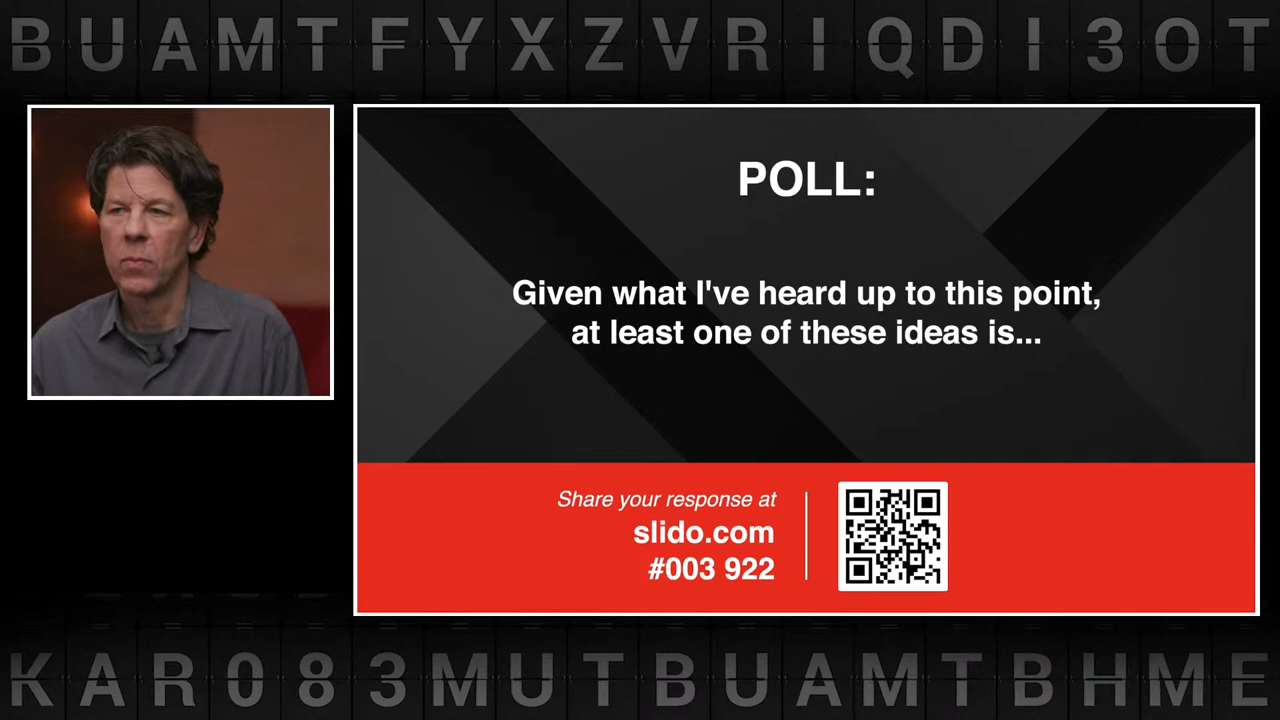 BUAMTFYXZVRIQDI3OT
POLL:
Given what I've heard up to this point,
at least one of these ideas is...
Share your response at
slido.com
#003 922
KAR083MUTBUAMTBHME